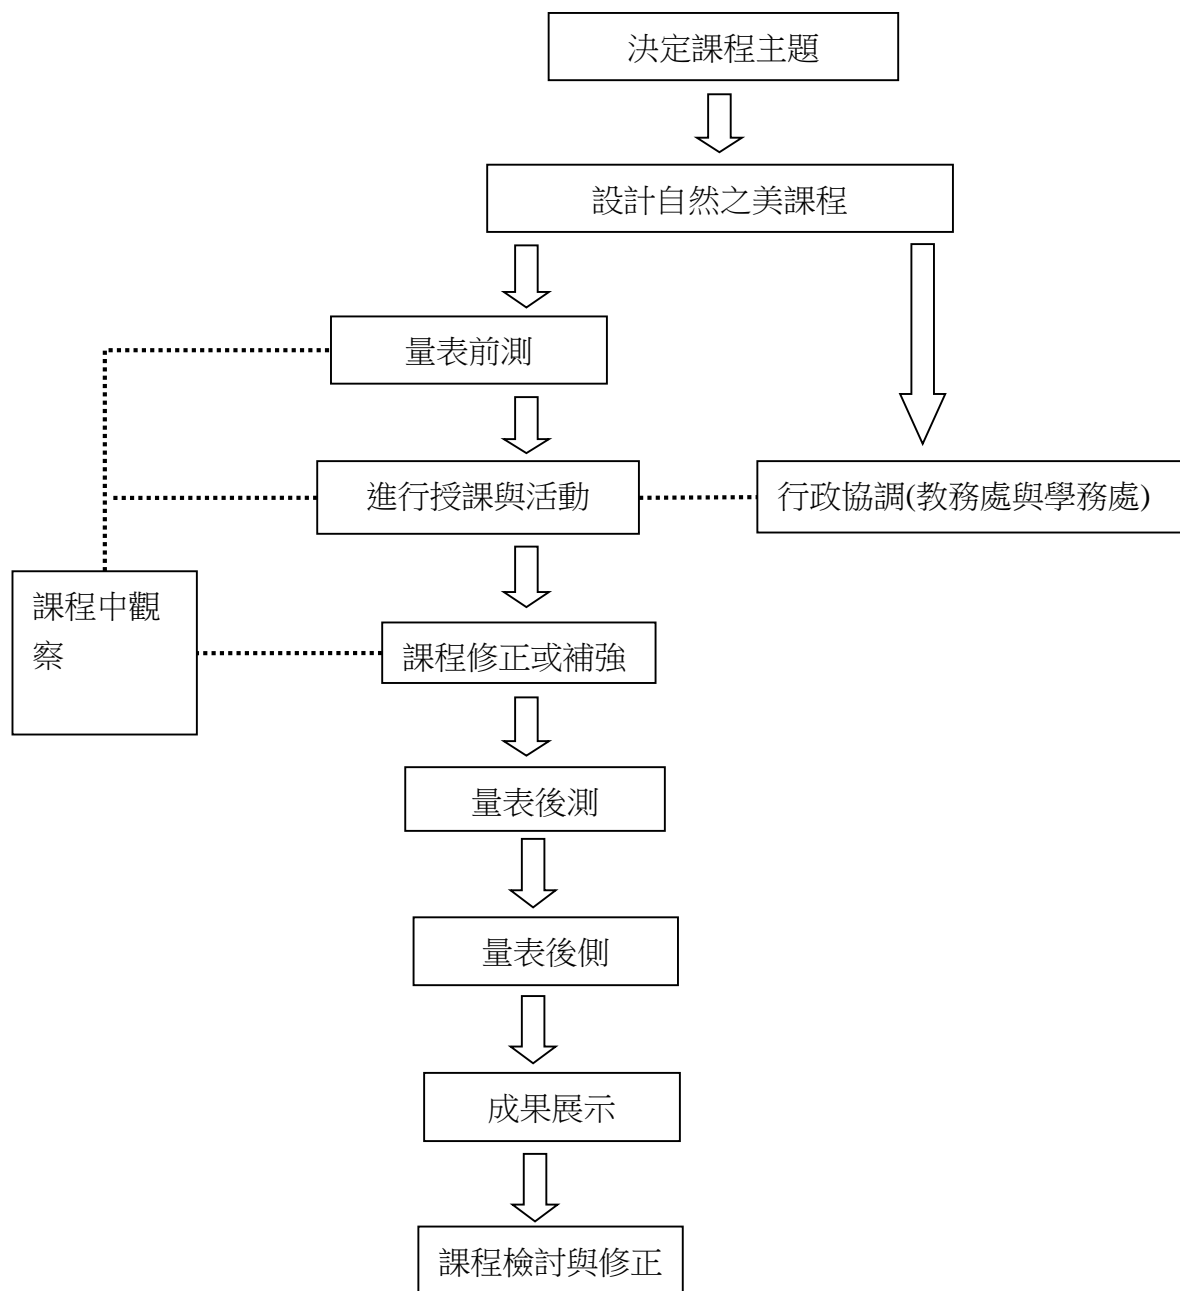 決定課程主題
設計自然之美課程
量表前測
進行授課與活動
行政協調(教務處與學務處)
課程中觀
察
課程修正或補強
量表後測
量表後側
成果展示
課程檢討與修正